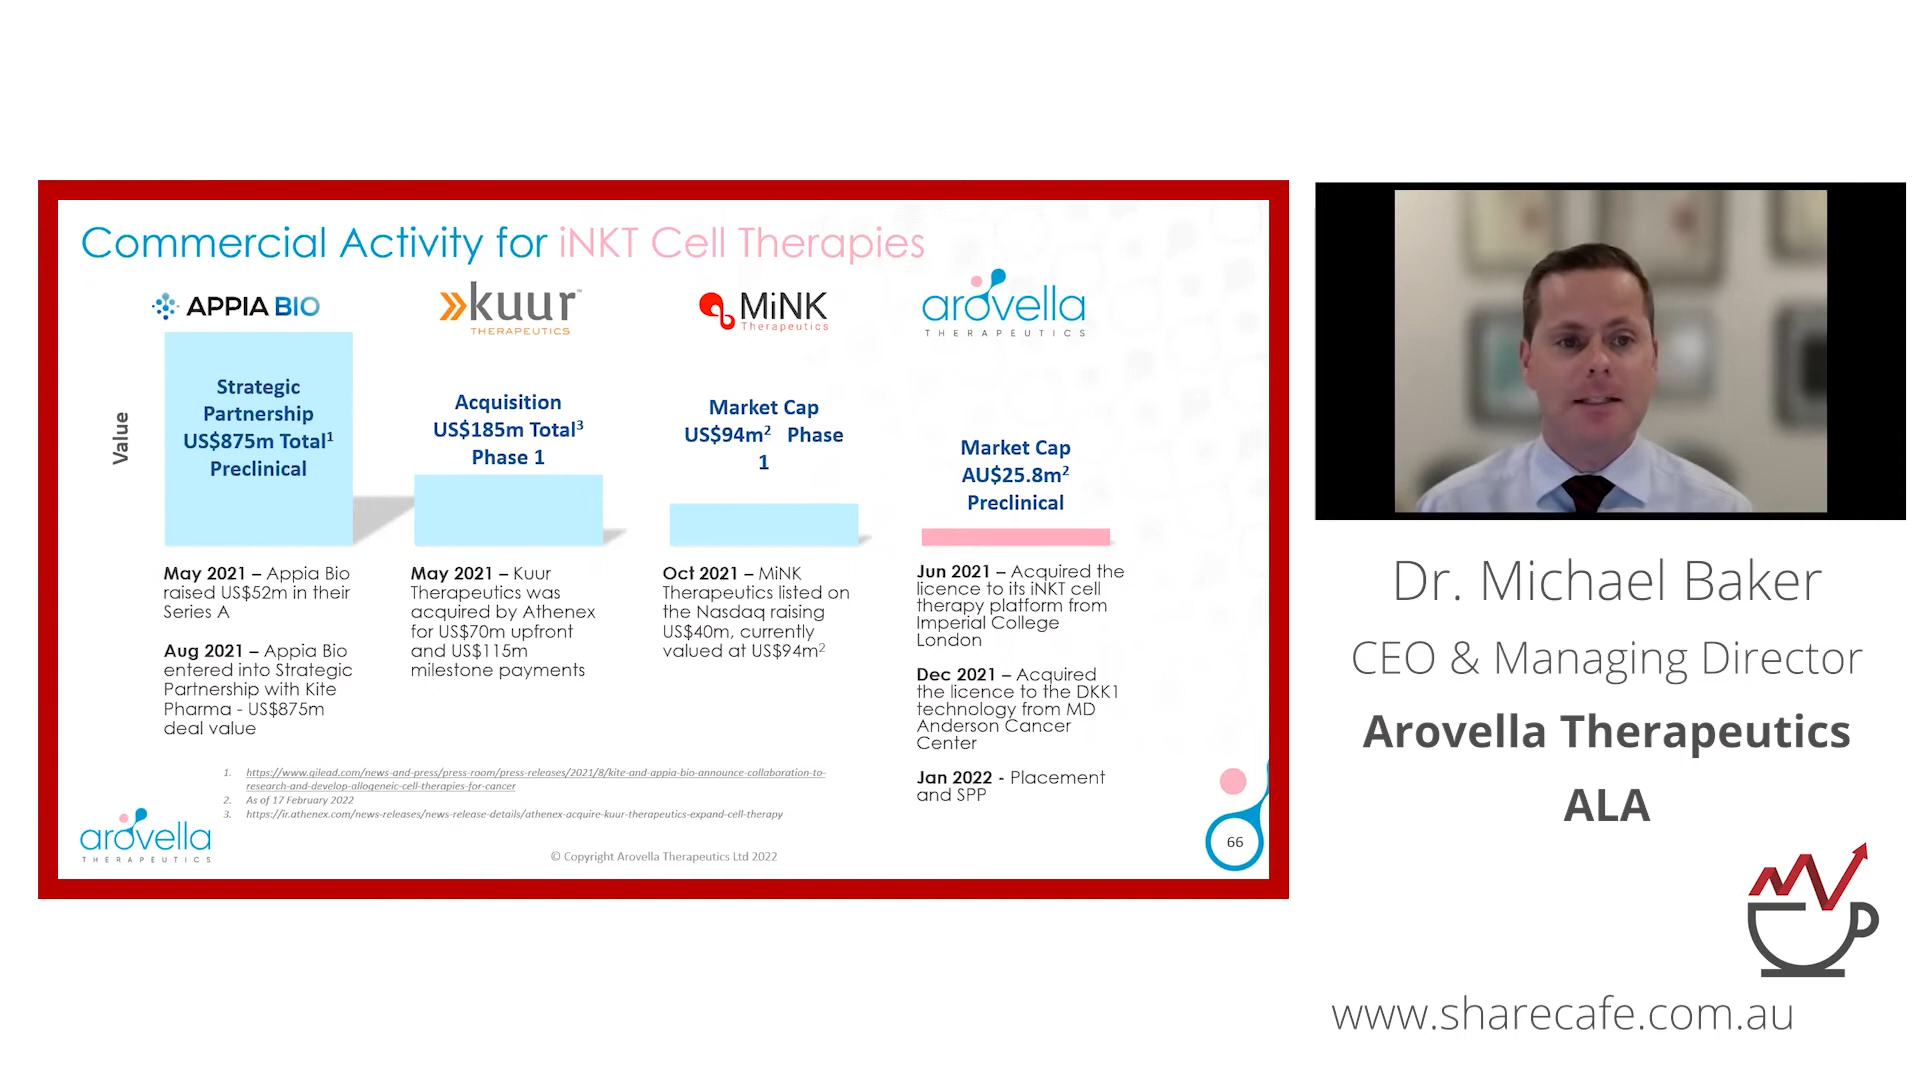 Commercial Activity for iNKT Cell Therapies
APPIA BIO
kuur™
THERAPEUTICS
MiNK
Therapeutics
arovella
THERAPEUTICS
Value
Strategic
Partnership
US$875m Total¹
Preclinical
Acquisition
US$185m Total³
Phase 1
Market Cap
US$94m² Phase
1
Market Cap
AU$25.8m²
Preclinical
May 2021 – Appia Bio
raised US$52m in their
Series A
Aug 2021 – Appia Bio
entered into Strategic
Partnership with Kite
Pharma - US$875m
deal value
May 2021 – Kuur
Therapeutics was
acquired by Athenex
for US$70m upfront
and US$115m
milestone payments
Oct 2021 – MiNK
Therapeutics listed on
the Nasdaq raising
US$40m, currently
valued at US$94m²
Jun 2021 – Acquired the
licence to its iNKT cell
therapy platform from
Imperial College
London
Dec 2021 – Acquired
the licence to the DKK1
technology from MD
Anderson Cancer
Center
Jan 2022 - Placement
and SPP
1. https://www.gilead.com/news-and-press/press-room/press-releases/2021/8/kite-and-appia-bio-announce-collaboration-to-
research-and-develop-allogeneic-cell-therapies-for-cancer
2. As of 17 February 2022
3. https://ir.athenex.com/news-releases/news-release-details/athenex-acquire-kuur-therapeutics-expand-cell-therapy
arovella
THERAPEUTICS
© Copyright Arovella Therapeutics Ltd 2022
66
Dr. Michael Baker
CEO & Managing Director
Arovella Therapeutics
ALA
www.sharecafe.com.au